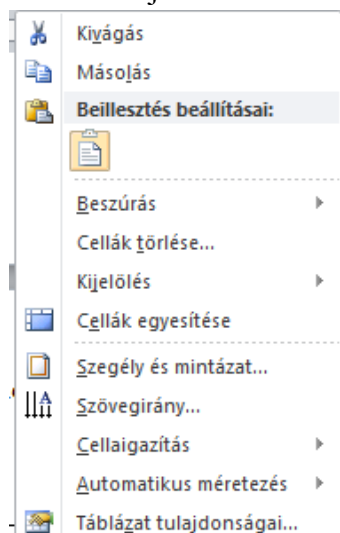 Kivágás
Másolás
Beillesztés beállításai:
Beszúrás
Cellák törlése...
Kijelölés
Cellák egyesítése
Szegély és mintázat...
Szövegirány...
Cellaigazítás
Automatikus méretezés
Táblázat tulajdonságai...